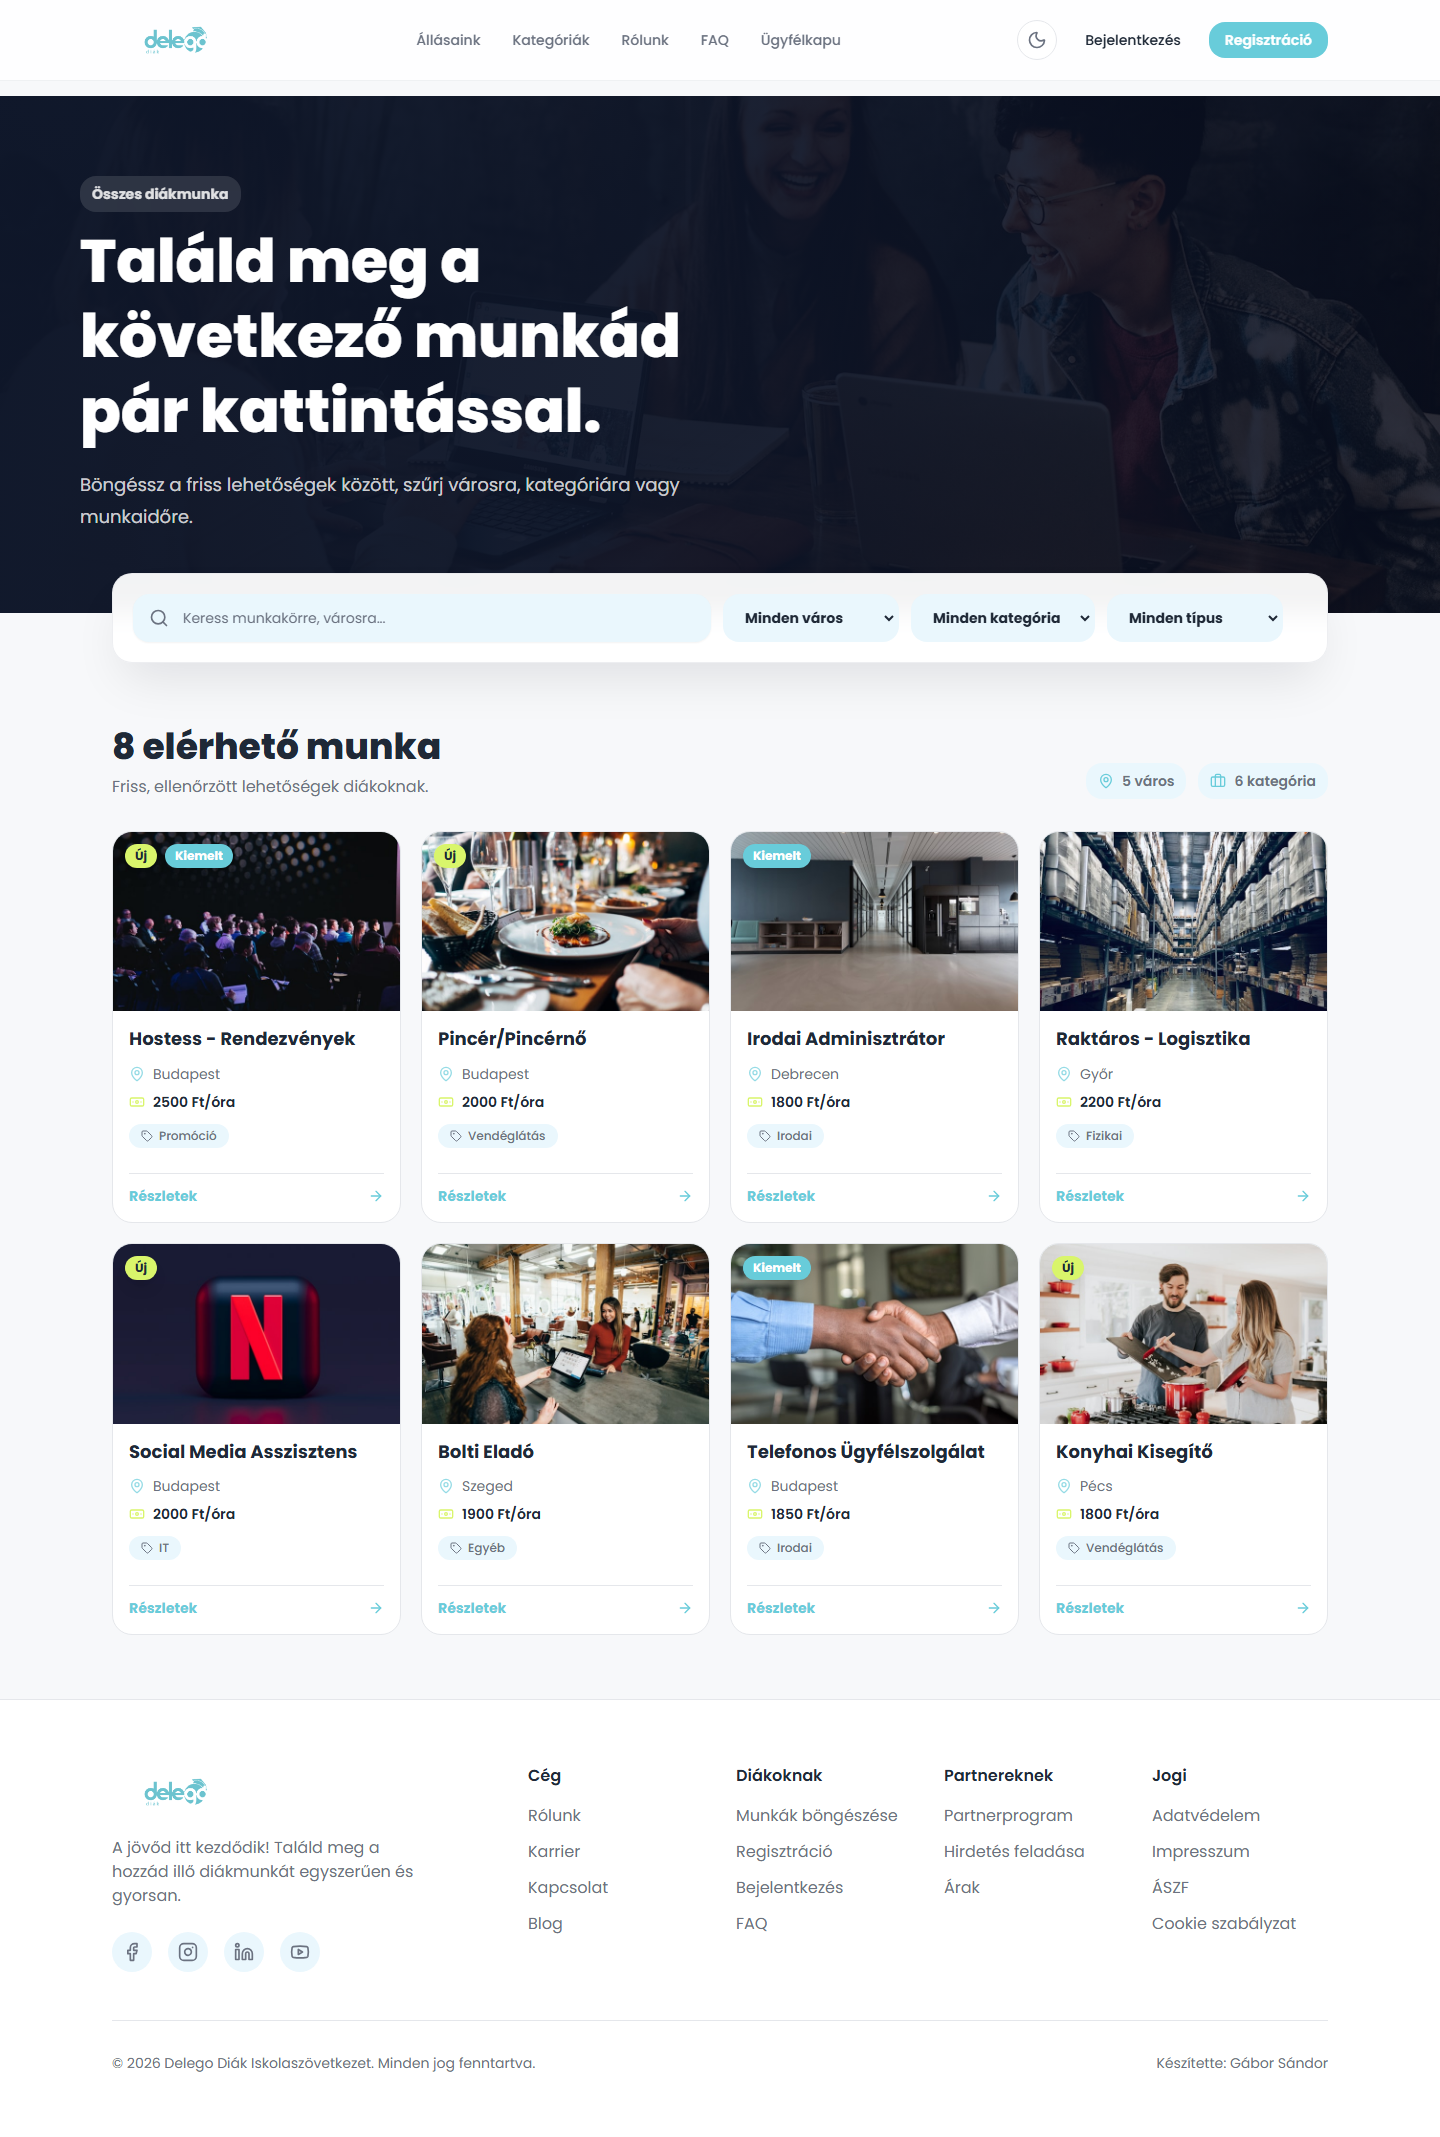 delego
DIÁK
Állásaink
Kategóriák
Rólunk
FAQ
Ügyfélkapu
Bejelentkezés
Regisztráció
Összes diákmunka
Találd meg a
következő munkád
pár kattintással.
Böngéssz a friss lehetőségek között, szűrj városra, kategóriára vagy
munkaidőre.
Keress munkakörre, városra...
Minden város
Minden kategória
Minden típus
8 elérhető munka
Friss, ellenőrzött lehetőségek diákoknak.
5 város
6 kategória
Új
Kiemelt
Hostess - Rendezvények
Budapest
2500 Ft/óra
Promóció
Részletek
Új
Pincér/Pincérnő
Budapest
2000 Ft/óra
Vendéglátás
Részletek
Kiemelt
Irodai Adminisztrátor
Debrecen
1800 Ft/óra
Irodai
Részletek
Raktáros - Logisztika
Győr
2200 Ft/óra
Fizikai
Részletek
Új
N
Social Media Asszisztens
Budapest
2000 Ft/óra
IT
Részletek
Bolti Eladó
Szeged
1900 Ft/óra
Egyéb
Részletek
Kiemelt
Telefonos Ügyfélszolgálat
Budapest
1850 Ft/óra
Irodai
Részletek
Új
Konyhai Kisegítő
Pécs
1800 Ft/óra
Vendéglátás
Részletek
delego
DIÁK
A jövőd itt kezdődik! Találd meg a
hozzád illő diákmunkát egyszerűen és
gyorsan.
Cég
Rólunk
Karrier
Kapcsolat
Blog
Diákoknak
Munkák böngészése
Regisztráció
Bejelentkezés
FAQ
Partnereknek
Partnerprogram
Hirdetés feladása
Árak
Jogi
Adatvédelem
Impresszum
ÁSZF
Cookie szabályzat
© 2026 Delego Diák Iskolaszövetkezet. Minden jog fenntartva.
Készítette: Gábor Sándor